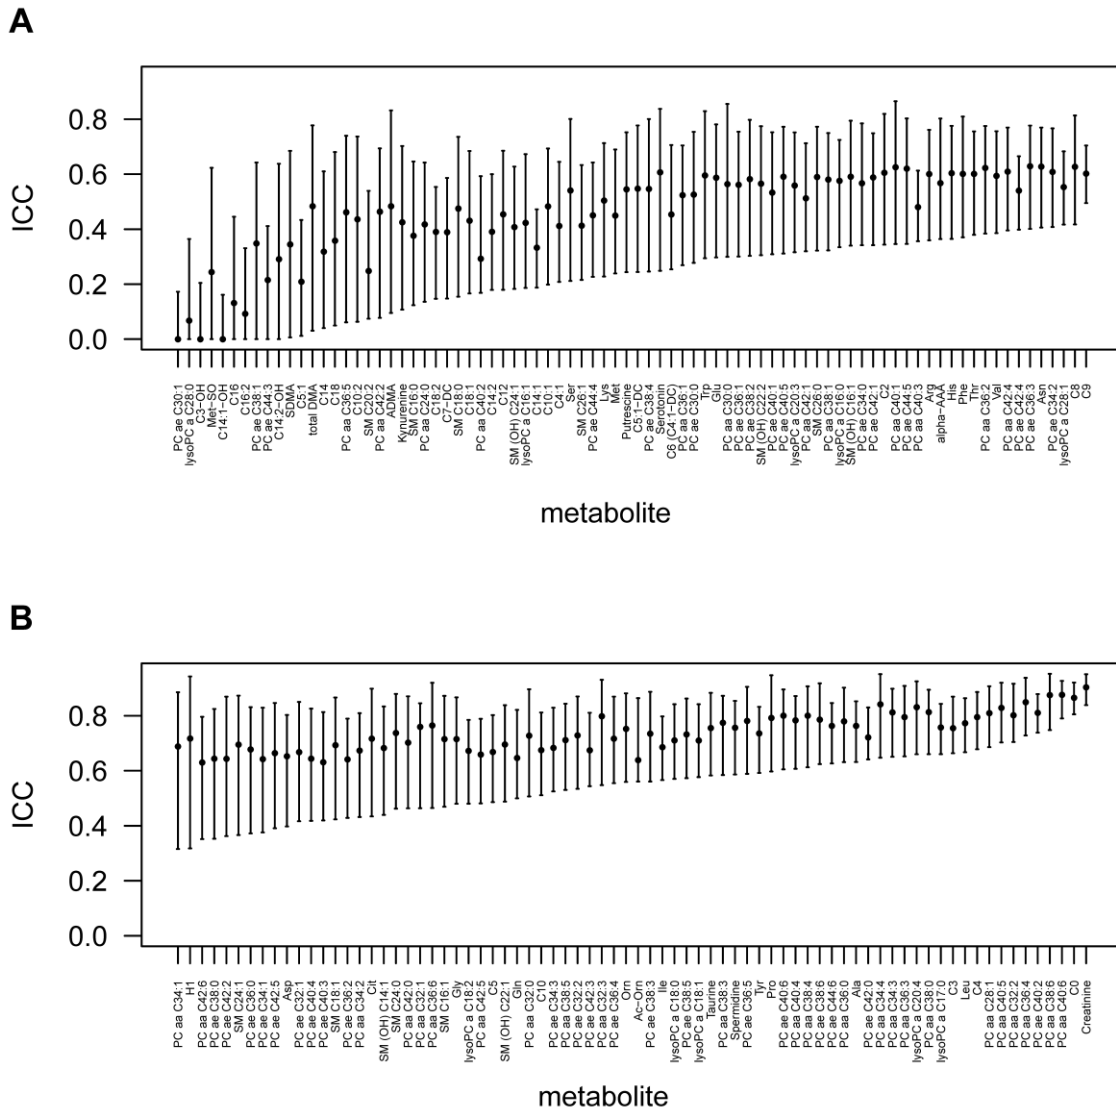 A
ICC
0.8
0.6
0.4
0.2
0.0
PC ae C30:1
lysoPC a C28:0
C3−OH
Met−SO
C14:1−OH
C16
C16:2
PC ae C38:1
PC ae C44:3
C14:2−OH
SDMA
C5:1
total DMA
C14
C18
PC aa C36:5
C10:2
SM C20:2
PC aa C42:2
ADMA
Kynurenine
SM C16:0
PC aa C24:0
C18:2
C7−DC
SM C18:0
C18:1
PC aa C40:2
C14:2
C12
SM (OH) C24:1
lysoPC a C16:1
C14:1
C10:1
C4:1
Ser
SM C26:1
PC ae C44:4
Lys
Met
Putrescine
C5:1−DC
PC ae C38:4
Serotonin
C6 (C4:1−DC)
PC aa C36:1
PC ae C30:0
Trp
Glu
PC aa C30:0
PC ae C36:1
PC ae C38:2
SM (OH) C22:2
PC ae C40:1
PC ae C40:5
lysoPC a C20:3
PC aa C42:1
SM C26:0
PC aa C38:1
lysoPC a C16:0
SM (OH) C16:1
PC ae C34:0
PC ae C42:1
C2
PC aa C40:1
PC ae C44:5
PC aa C40:3
Arg
alpha−AAA
His
Phe
Thr
PC aa C36:2
Val
PC aa C42:4
PC ae C42:4
PC ae C36:3
Asn
PC ae C34:2
lysoPC a C28:1
C8
C9
metabolite
B
ICC
0.8
0.6
0.4
0.2
0.0
PC aa C34:1
H1
PC aa C42:6
PC ae C38:0
PC ae C42:2
SM C24:1
PC ae C36:0
PC ae C34:1
PC aa C42:5
Asp
PC ae C32:1
PC ae C40:4
PC ae C40:3
SM C18:1
PC ae C36:2
PC aa C34:2
Cit
SM (OH) C14:1
SM C24:0
PC aa C42:0
PC aa C32:1
PC aa C36:6
SM C16:1
Gly
lysoPC a C18:2
PC ae C42:5
C5
SM (OH) C22:1
Gln
PC aa C32:0
C10
PC ae C34:3
PC aa C38:5
PC ae C32:2
PC ae C42:3
PC aa C32:3
PC ae C36:4
Orn
Ac−Orn
PC ae C38:3
Ile
lysoPC a C18:0
PC ae C38:5
lysoPC a C18:1
Taurine
PC aa C38:3
Spermidine
PC ae C36:5
Tyr
Pro
PC ae C40:6
PC aa C40:4
PC aa C38:4
PC ae C38:6
PC ae C44:6
PC aa C36:0
Ala
PC ae C42:0
PC aa C34:4
PC aa C34:3
PC aa C36:3
lysoPC a C20:4
PC aa C38:0
lysoPC a C17:0
C3
Leu
C4
PC aa C28:1
PC aa C40:5
PC aa C32:2
PC aa C36:4
PC ae C40:2
PC aa C38:6
PC aa C40:6
C0
Creatinine
metabolite